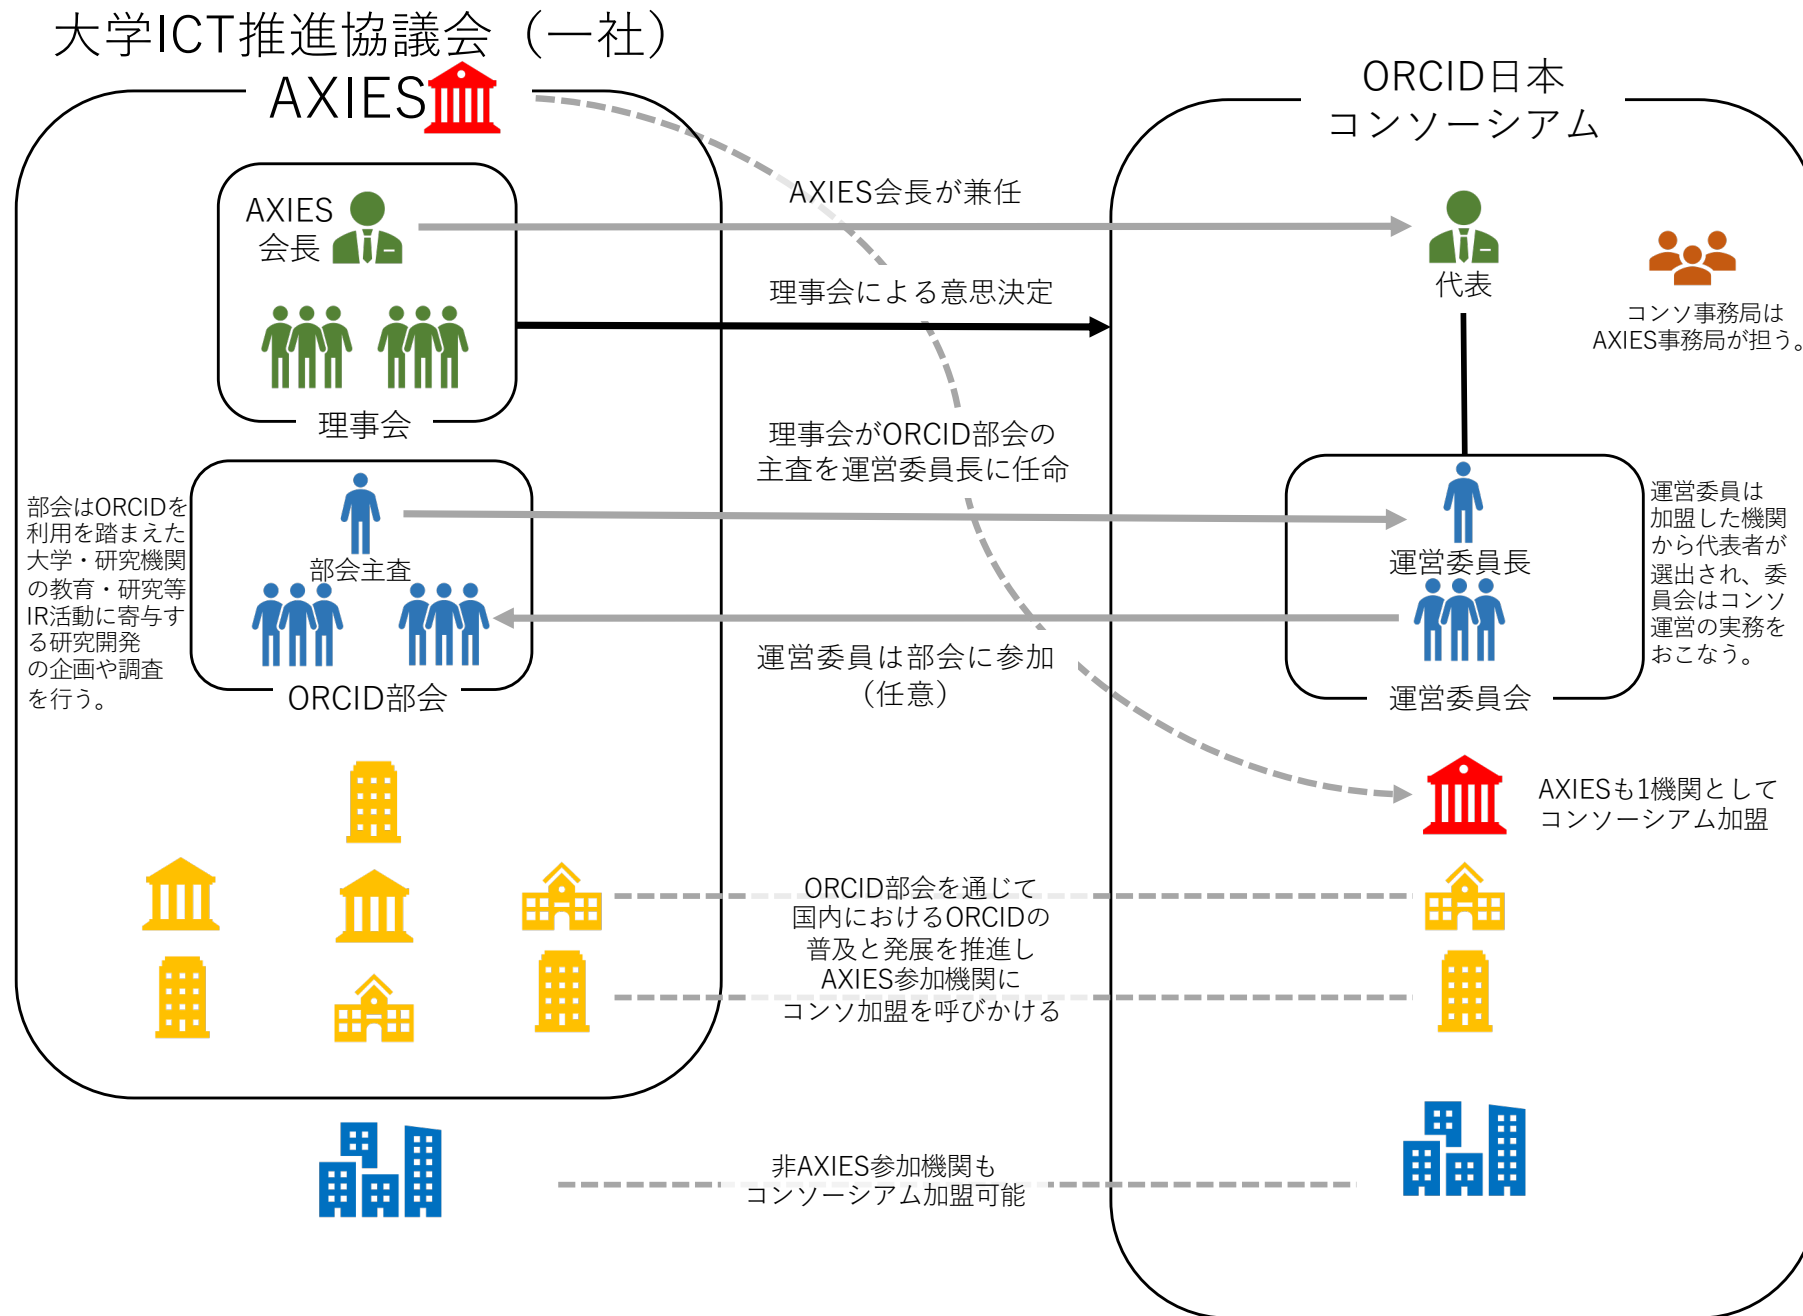 大学ICT推進協議会（一社）
AXIES
ORCID日本
コンソーシアム
AXIES
会長
理事会
AXIES会長が兼任
理事会による意思決定
代表
コンソ事務局は
AXIES事務局が担う。
理事会がORCID部会の
主査を運営委員長に任命
部会はORCIDを
利用を踏まえた
大学・研究機関
の教育・研究等
IR活動に寄与す
る研究開発
の企画や調査
を行う。
部会主査
ORCID部会
運営委員は部会に参加
（任意）
運営委員長
運営委員会
運営委員は
加盟した機関
から代表者が
選出され、委
員会はコンソ
運営の実務を
おこなう。
AXIESも1機関として
コンソーシアム加盟
ORCID部会を通じて
国内におけるORCIDの
普及と発展を推進し
AXIES参加機関に
コンソ加盟を呼びかける
非AXIES参加機関も
コンソーシアム加盟可能